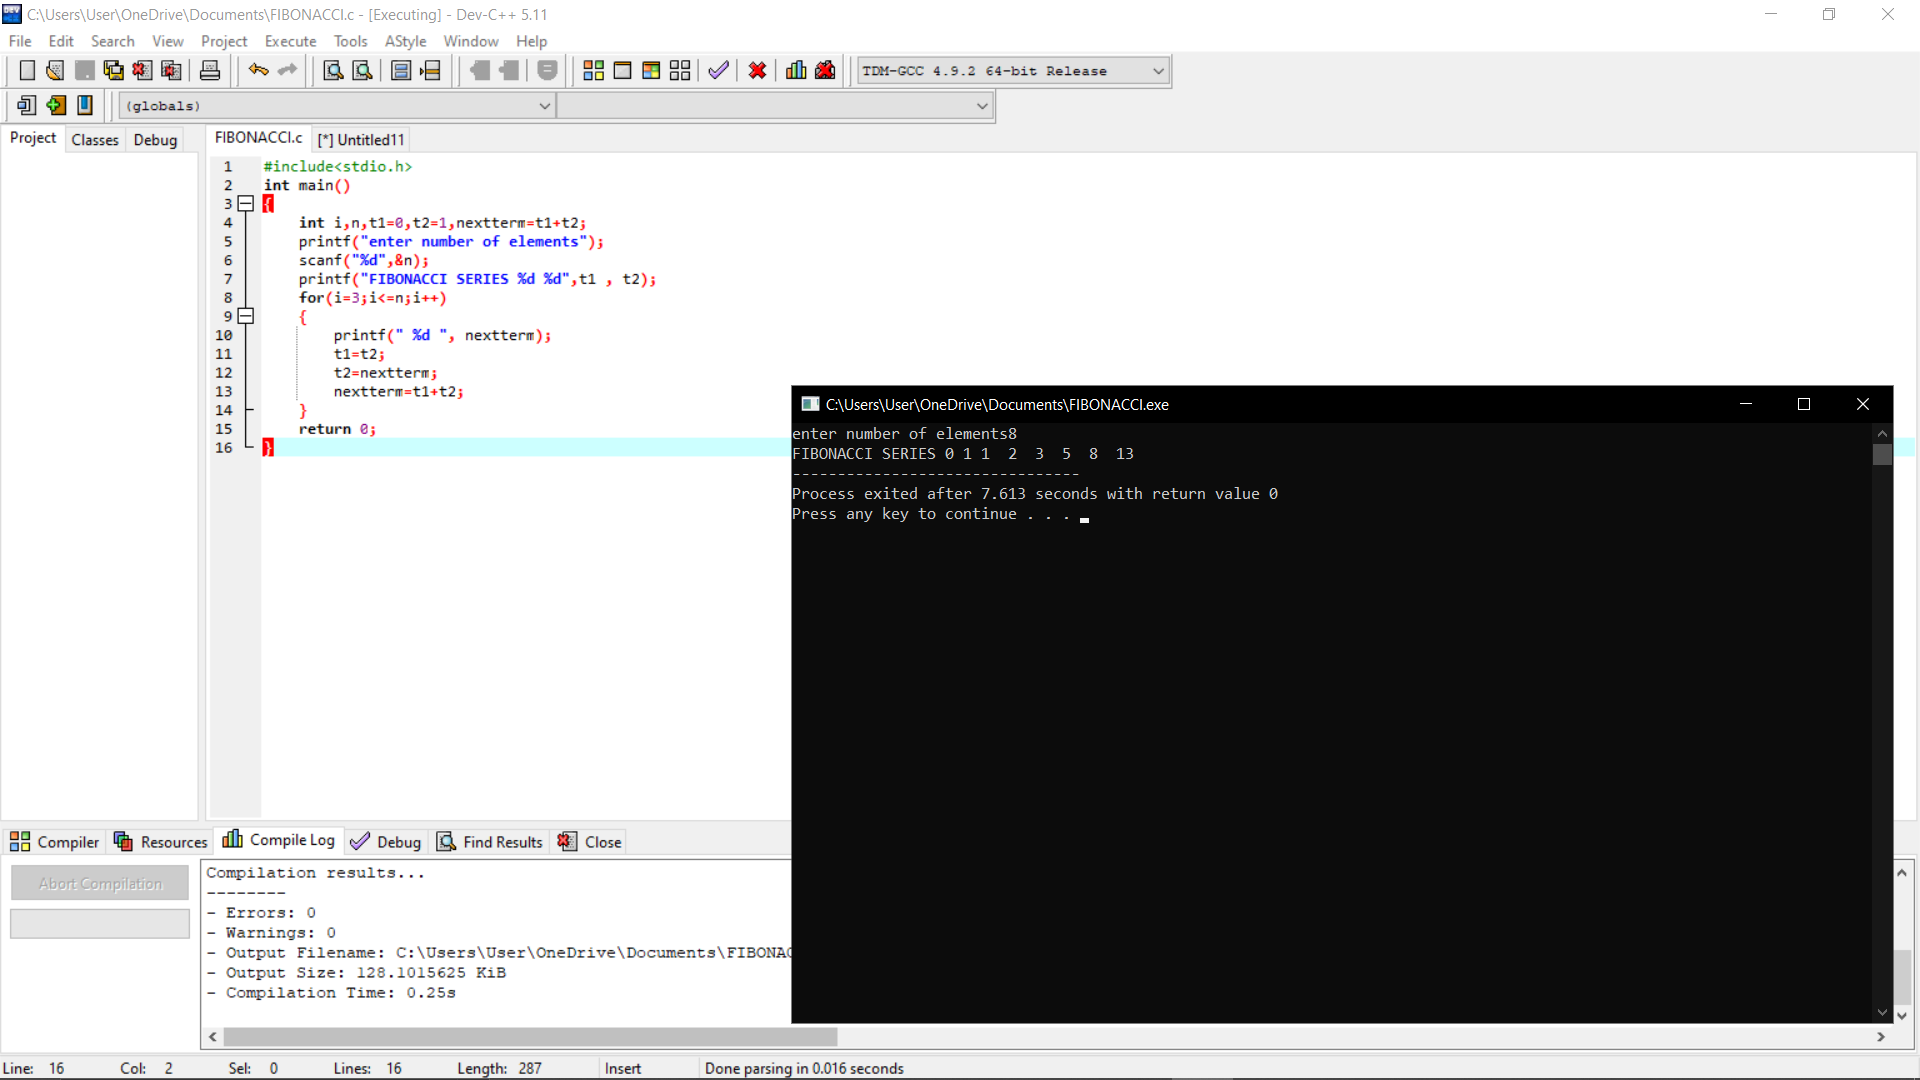 C:\Users\User\OneDrive\Documents\FIBONACCI.c - [Executing] - Dev-C++ 5.11
File Edit Search View Project Execute Tools AStyle Window Help
TDM-GCC 4.9.2 64-bit Release
(globals)
Project Classes Debug
FIBONACCI.c [*] Untitled11
1 #include<stdio.h>
2 int main()
3 {
4 int i,n,t1=0,t2=1,nextterm=t1+t2;
5 printf("enter number of elements");
6 scanf("%d",&n);
7 printf("FIBONACCI SERIES %d %d",t1 , t2);
8 for(i=3;i<=n;i++)
9 {
10 printf(" %d ", nextterm);
11 t1=t2;
12 t2=nextterm;
13 nextterm=t1+t2;
14 }
15 return 0;
16 }
C:\Users\User\OneDrive\Documents\FIBONACCI.exe
enter number of elements8
FIBONACCI SERIES 0 1 1  2  3  5  8  13
--------------------------------
Process exited after 7.613 seconds with return value 0
Press any key to continue . . .
Compiler Resources Compile Log Debug Find Results Close
Abort Compilation
Compilation results...
--------
- Errors: 0
- Warnings: 0
- Output Filename: C:\Users\User\OneDrive\Documents\FIBONAC
- Output Size: 128.1015625 KiB
- Compilation Time: 0.25s
Line: 16 Col: 2 Sel: 0 Lines: 16 Length: 287 Insert Done parsing in 0.016 seconds